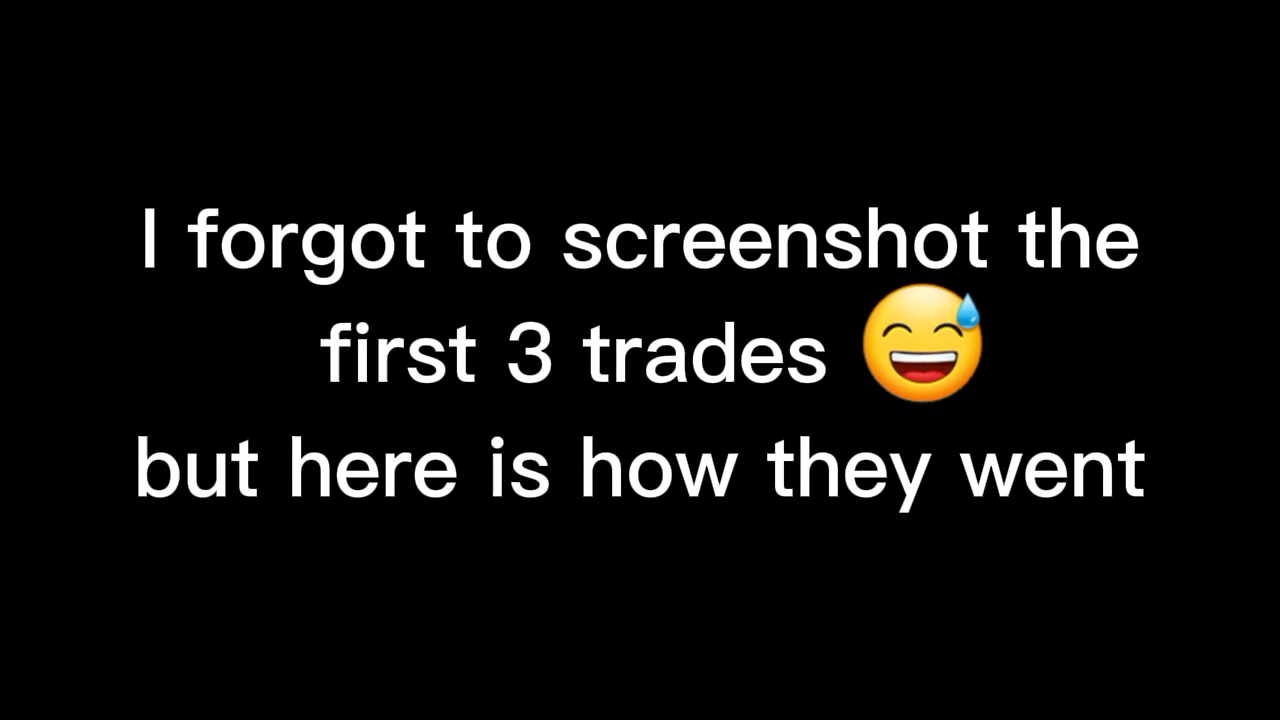 I forgot to screenshot the
first 3 trades 😅
but here is how they went